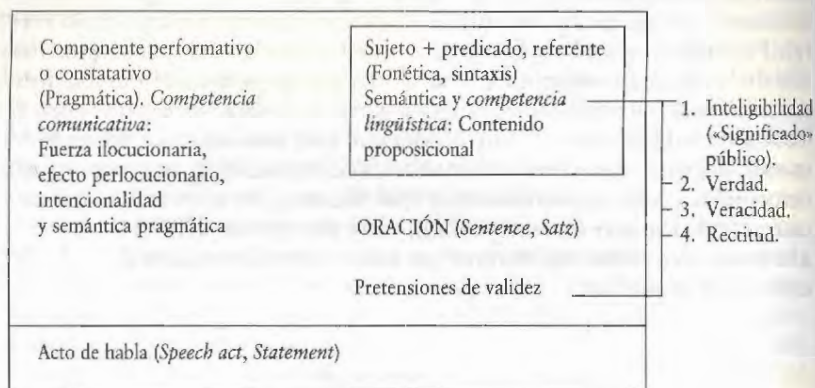 Componente performativo
o constatativo
(Pragmática). Competencia
comunicativa:
Fuerza ilocucionaria,
efecto perlocucionario,
intencionalidad
y semántica pragmática
Sujeto + predicado, referente
(Fonética, sintaxis)
Semántica y competencia
lingüística: Contenido
proposicional
ORACIÓN (Sentence, Satz)
Pretensiones de validez
1. Inteligibilidad
(«Significado»
público).
2. Verdad.
3. Veracidad.
4. Rectitud.
Acto de habla (Speech act, Statement)